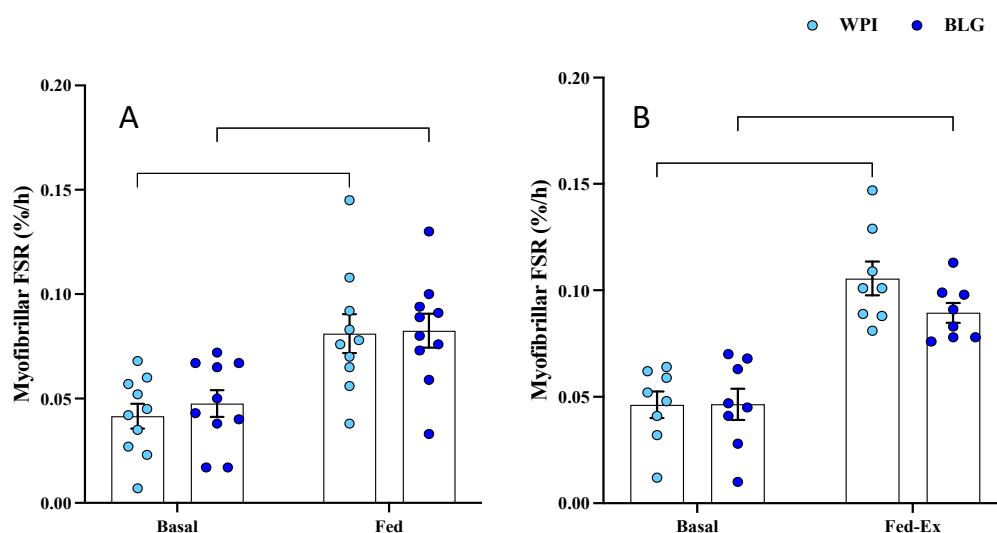 WPI BLG
A
Myofibrillar FSR (%/h)
0.20
0.15
0.10
0.05
0.00
Basal Fed
B
Myofibrillar FSR (%/h)
0.20
0.15
0.10
0.05
0.00
Basal Fed-Ex